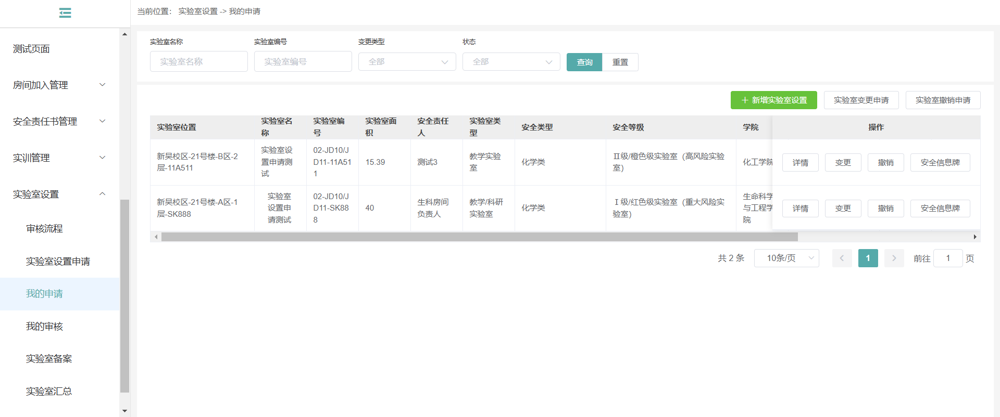 当前位置： 实验室设置 -> 我的申请
测试页面
房间加入管理
安全责任书管理
实训管理
实验室设置
审核流程
实验室设置申请
我的申请
我的审核
实验室备案
实验室汇总
实验室名称 实验室编号 变更类型 状态
实验室名称 实验室编号 全部 全部 查询 重置
新增实验室设置 实验室变更申请 实验室撤销申请
实验室位置
实验室名
称
实验室编
号
实验室面
积
安全责任
人
实验室类
型
安全类型
安全等级
学院
操作
新吴校区-21号楼-B区-2
层-11A511
实验室设
置申请测
试
02-JD10/J
D11-11A51
1
15.39
测试3
教学实验
室
化学类
Ⅱ级/橙色级实验室（高风险实验
室）
化工学院
详情 变更 撤销 安全信息牌
新吴校区-21号楼-A区-1
层-SK888
实验室
设置申
请测试
02-JD10/J
D11-SK88
8
40
生科房间
负责人
教学/科研
实验室
化学类
Ⅰ级/红色级实验室（重大风险实
验室）
生命科学
与工程学
院
详情 变更 撤销 安全信息牌
共 2 条 10条/页 1 前往 1 页